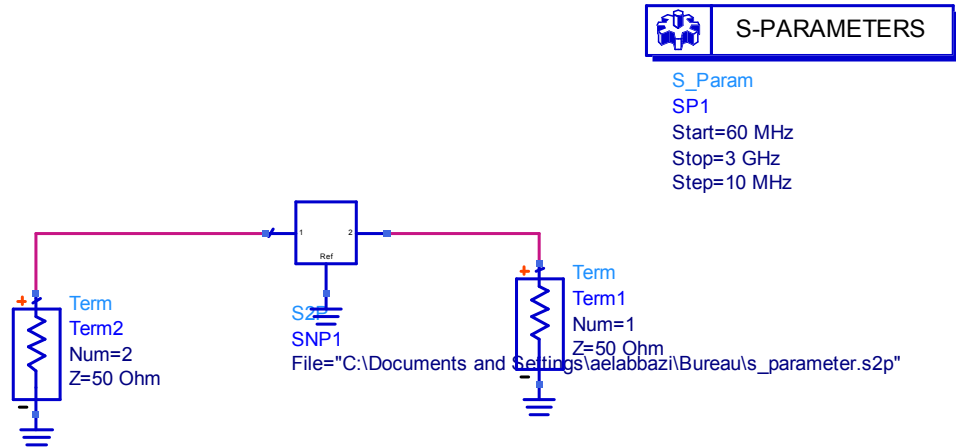 S-PARAMETERS
S_Param
SP1
Start=60 MHz
Stop=3 GHz
Step=10 MHz
1
2
Ref
Term
Term2
Num=2
Z=50 Ohm
S2P
SNP1
File="C:\Documents and Settings\aelabbazi\Bureau\s_parameter.s2p"
Term
Term1
Num=1
Z=50 Ohm